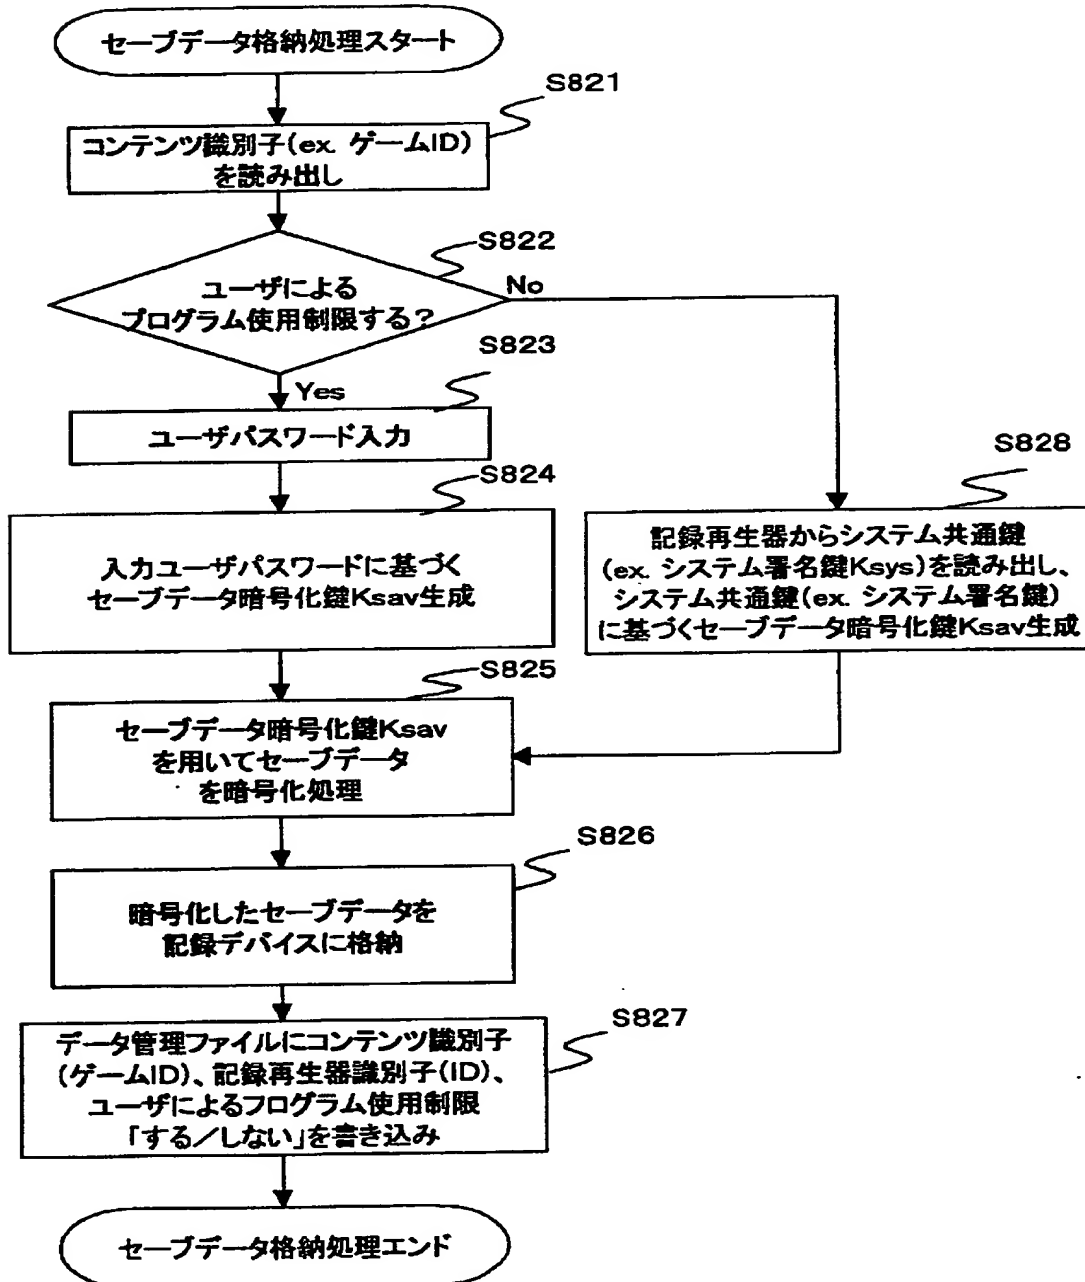 セーブデータ格納処理スタート
S821
コンテンツ識別子(ex. ゲームID)
を読み出し
S822
ユーザによる
プログラム使用制限する?
No
Yes
S823
ユーザパスワード入力
S824
入力ユーザパスワードに基づく
セーブデータ暗号化鍵Ksav生成
S828
記録再生器からシステム共通鍵
(ex. システム署名鍵Ksys)を読み出し、
システム共通鍵(ex. システム署名鍵)
に基づくセーブデータ暗号化鍵Ksav生成
S825
セーブデータ暗号化鍵Ksav
を用いてセーブデータ
を暗号化処理
S826
暗号化したセーブデータを
記録デバイスに格納
S827
データ管理ファイルにコンテンツ識別子
(ゲームID)、記録再生器識別子(ID)、
ユーザによるフログラム使用制限
「する/しない」を書き込み
セーブデータ格納処理エンド